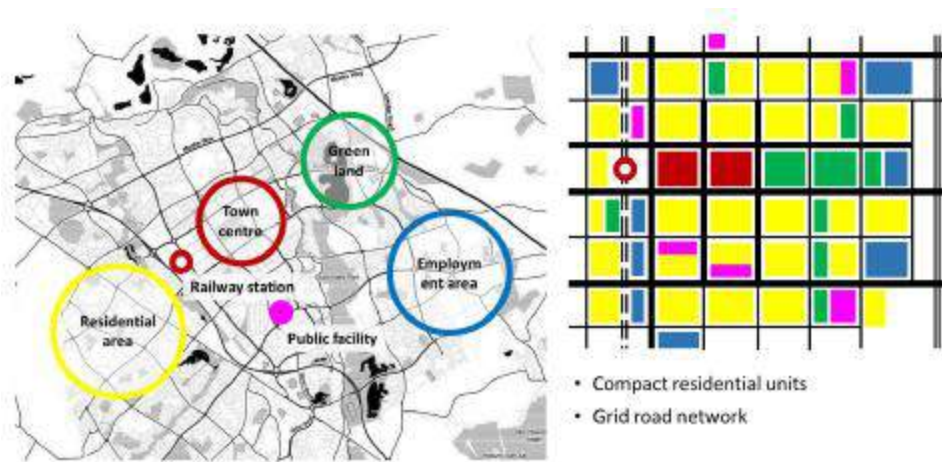 Green
land
Town
centre
Employm
ent area
Railway station
Residential
area
Public facility
• Compact residential units
• Grid road network